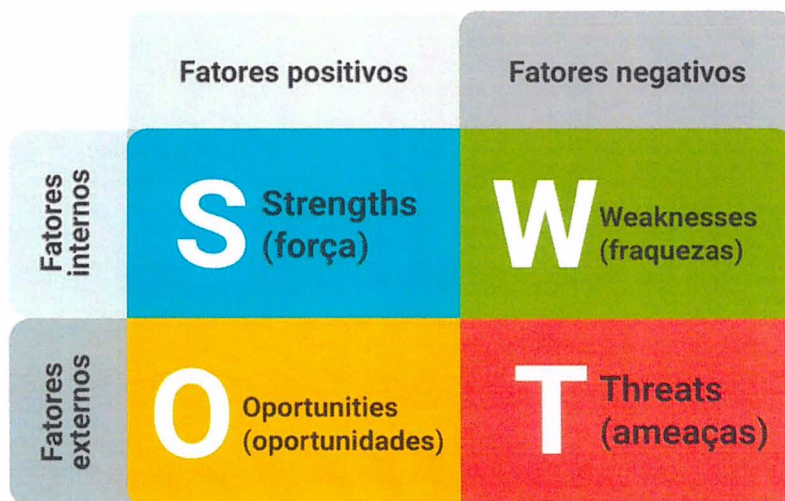 Fatores positivos
Fatores negativos
Fatores
internos
S
Strengths
(força)
W
Weaknesses
(fraquezas)
Fatores
externos
O
Oportunities
(oportunidades)
T
Threats
(ameaças)